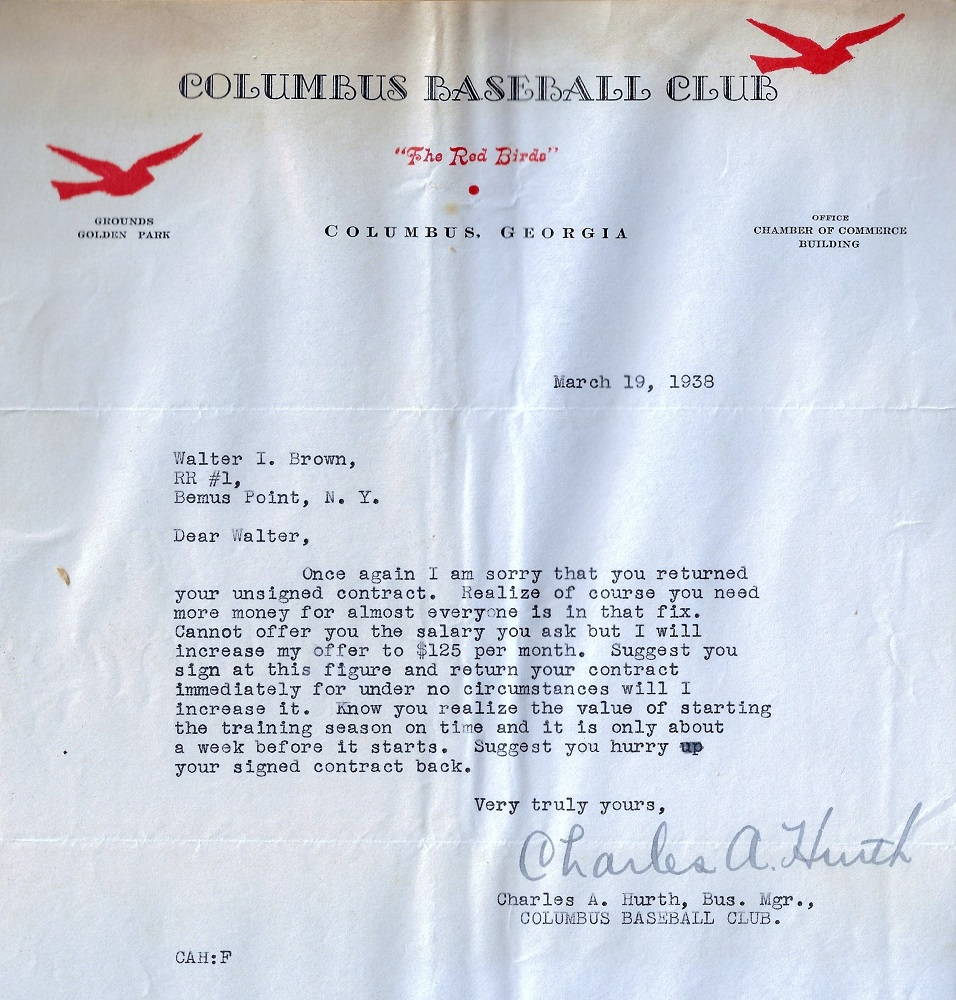 COLUMBUS BASEBALL CLUB
"The Red Birds"
GROUNDS
GOLDEN PARK
COLUMBUS, GEORGIA
OFFICE
CHAMBER OF COMMERCE
BUILDING
March 19, 1938
Walter I. Brown,
RR #1,
Bemus Point, N. Y.
Dear Walter,
Once again I am sorry that you returned
your unsigned contract. Realize of course you need
more money for almost everyone is in that fix.
Cannot offer you the salary you ask but I will
increase my offer to $125 per month. Suggest you
sign at this figure and return your contract
immediately for under no circumstances will I
increase it. Know you realize the value of starting
the training season on time and it is only about
a week before it starts. Suggest you hurry up
your signed contract back.
Very truly yours,
Charles A. Hurth
Charles A. Hurth, Bus. Mgr.,
COLUMBUS BASEBALL CLUB.
CAH:F